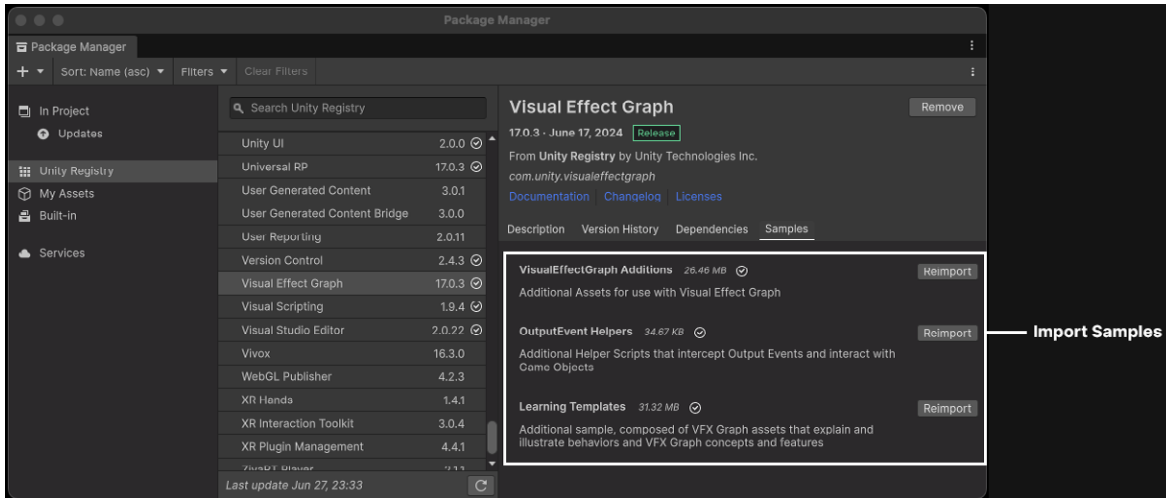 Package Manager
Package Manager
+ Sort: Name (asc) Filters Clear Filters
In Project
Updates
Unity Registry
My Assets
Built-in
Services
Search Unity Registry
Unity UI 2.0.0
Universal RP 17.0.3
User Generated Content 3.0.1
User Generated Content Bridge 3.0.0
User Reporting 2.0.11
Version Control 2.4.3
Visual Effect Graph 17.0.3
Visual Scripting 1.9.4
Visual Studio Editor 2.0.22
Vivox 16.3.0
WebGL Publisher 4.2.3
XR Hands 1.4.1
XR Interaction Toolkit 3.0.4
XR Plugin Management 4.4.1
Last update Jun 27, 23:33
Visual Effect Graph Remove
17.0.3 · June 17, 2024 Release
From Unity Registry by Unity Technologies Inc.
com.unity.visualeffectgraph
Documentation Changelog Licenses
Description Version History Dependencies Samples
VisualEffectGraph Additions 26.46 MB Reimport
Additional Assets for use with Visual Effect Graph
OutputEvent Helpers 34.67 KB Reimport
Additional Helper Scripts that intercept Output Events and interact with
Game Objects
Learning Templates 31.32 MB Reimport
Additional sample, composed of VFX Graph assets that explain and
illustrate behaviors and VFX Graph concepts and features
Import Samples